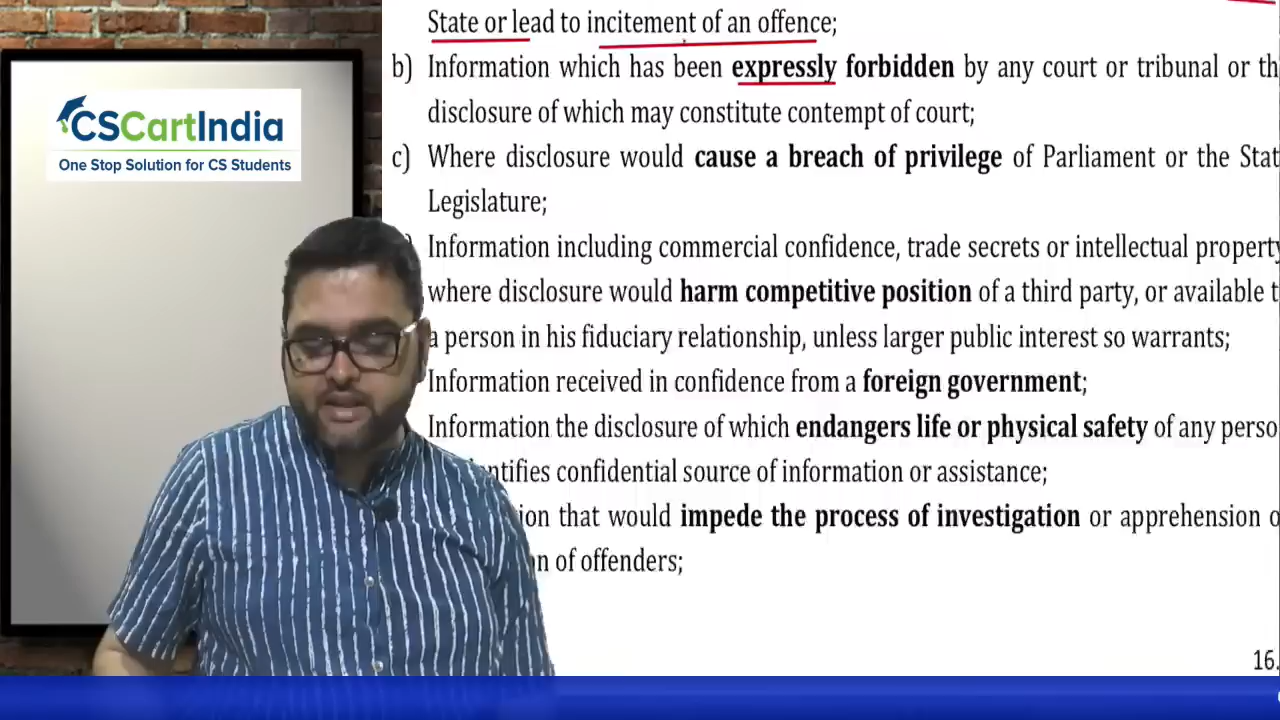 State or lead to incitement of an offence;
b) Information which has been expressly forbidden by any court or tribunal or
disclosure of which may constitute contempt of court;
c) Where disclosure would cause a breach of privilege of Parliament or the
Legislature;
Information including commercial confidence, trade secrets or intellectual property
where disclosure would harm competitive position of a third party, or available
a person in his fiduciary relationship, unless larger public interest so warrants;
Information received in confidence from a foreign government;
Information the disclosure of which endangers life or physical safety of any
confidential source of information or assistance;
that would impede the process of investigation or apprehension
of offenders;
16.
CSCartIndia
One Stop Solution for CS Students